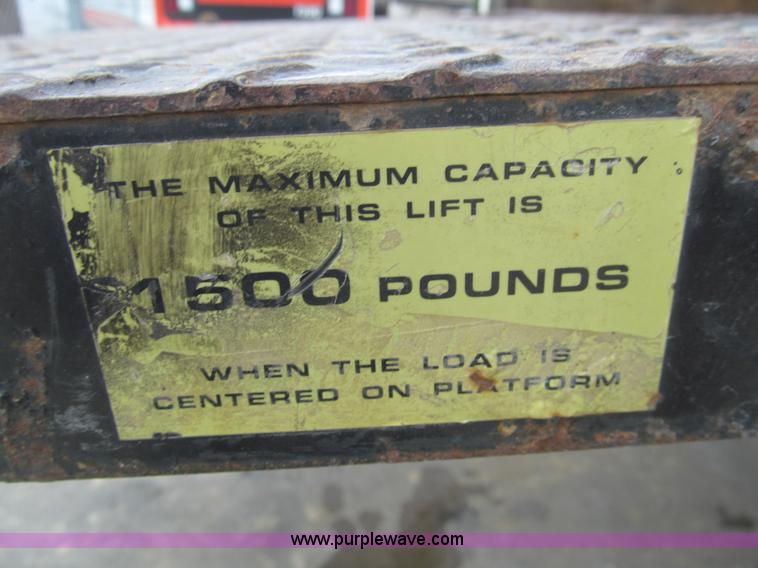 THE MAXIMUM CAPACITY
OF THIS LIFT IS
1500 POUNDS
WHEN THE LOAD IS
CENTERED ON PLATFORM
www.purplewave.com